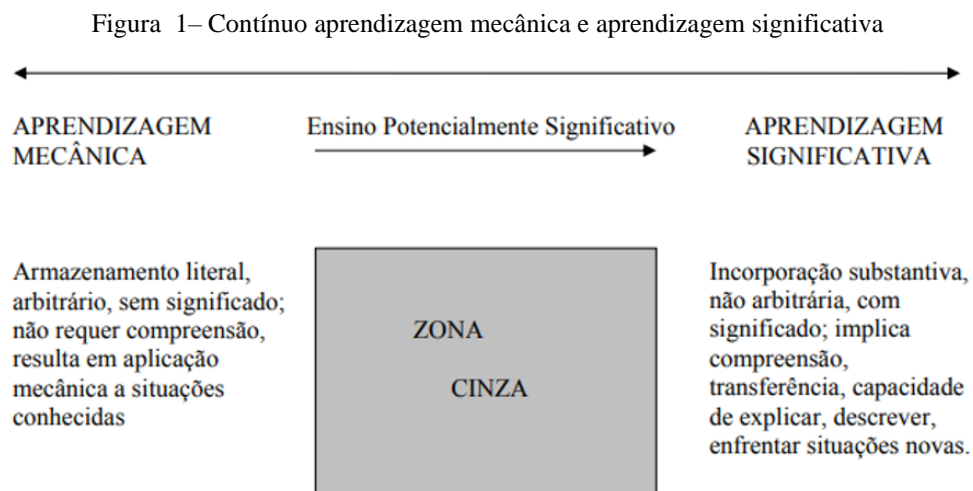 Figura 1– Contínuo aprendizagem mecânica e aprendizagem significativa
APRENDIZAGEM
MECÂNICA
Ensino Potencialmente Significativo
APRENDIZAGEM
SIGNIFICATIVA
Armazenamento literal,
arbitrário, sem significado;
não requer compreensão,
resulta em aplicação
mecânica a situações
conhecidas
ZONA
CINZA
Incorporação substantiva,
não arbitrária, com
significado; implica
compreensão,
transferência, capacidade
de explicar, descrever,
enfrentar situações novas.